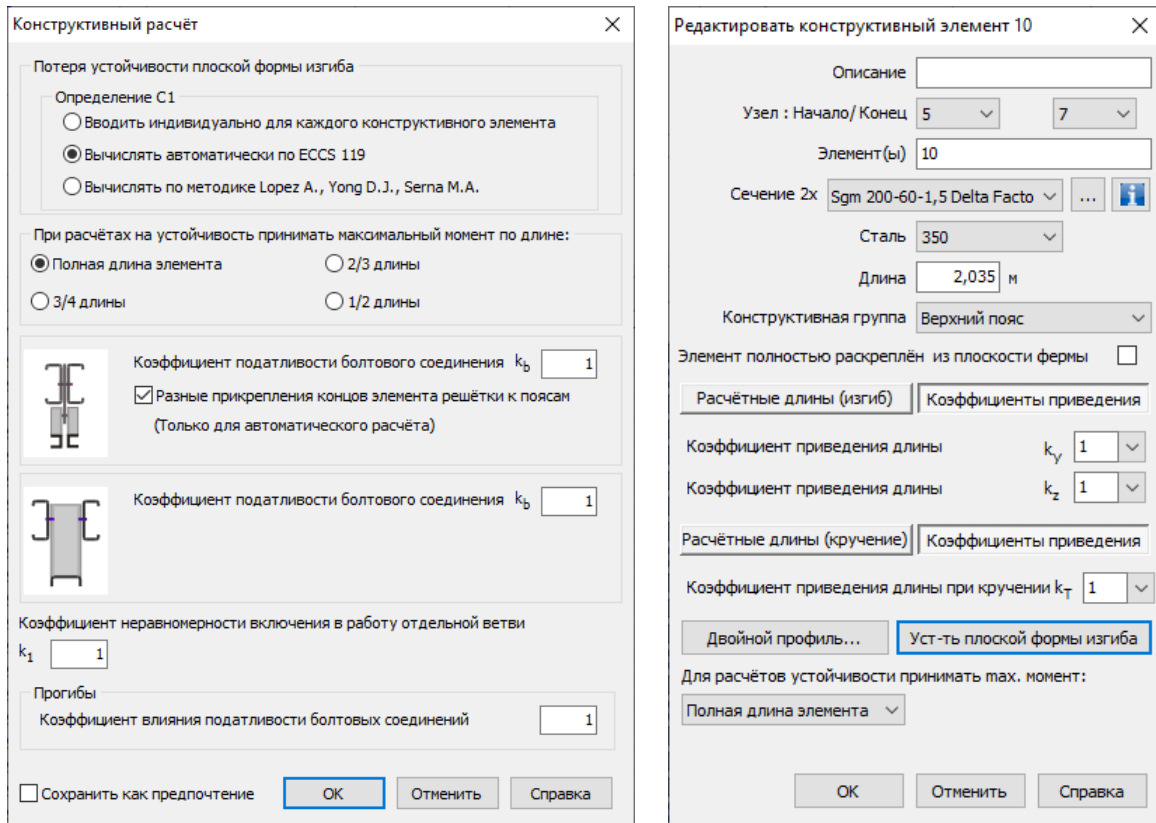 Конструктивный расчёт
Потеря устойчивости плоской формы изгиба
Определение C1
Вводить индивидуально для каждого конструктивного элемента
Вычислять автоматически по ECCS 119
Вычислять по методике Lopez A., Yong D.J., Serna M.A.
При расчётах на устойчивость принимать максимальный момент по длине:
Полная длина элемента 2/3 длины
3/4 длины 1/2 длины
Коэффициент податливости болтового соединения kb 1
Разные прикрепления концов элемента решётки к поясам
(Только для автоматического расчёта)
Коэффициент податливости болтового соединения kb 1
Коэффициент неравномерности включения в работу отдельной ветви
k1 1
Прогибы
Коэффициент влияния податливости болтовых соединений 1
Сохранить как предпочтение OK Отменить Справка
Редактировать конструктивный элемент 10
Описание
Узел : Начало/ Конец 5 7
Элемент(ы) 10
Сечение 2x Sgm 200-60-1,5 Delta Facto ...
Сталь 350
Длина 2,035 м
Конструктивная группа Верхний пояс
Элемент полностью раскреплён из плоскости фермы
Расчётные длины (изгиб) Коэффициенты приведения
Коэффициент приведения длины ky 1
Коэффициент приведения длины kz 1
Расчётные длины (кручение) Коэффициенты приведения
Коэффициент приведения длины при кручении kT 1
Двойной профиль... Уст-ть плоской формы изгиба
Для расчётов устойчивости принимать max. момент:
Полная длина элемента
OK Отменить Справка